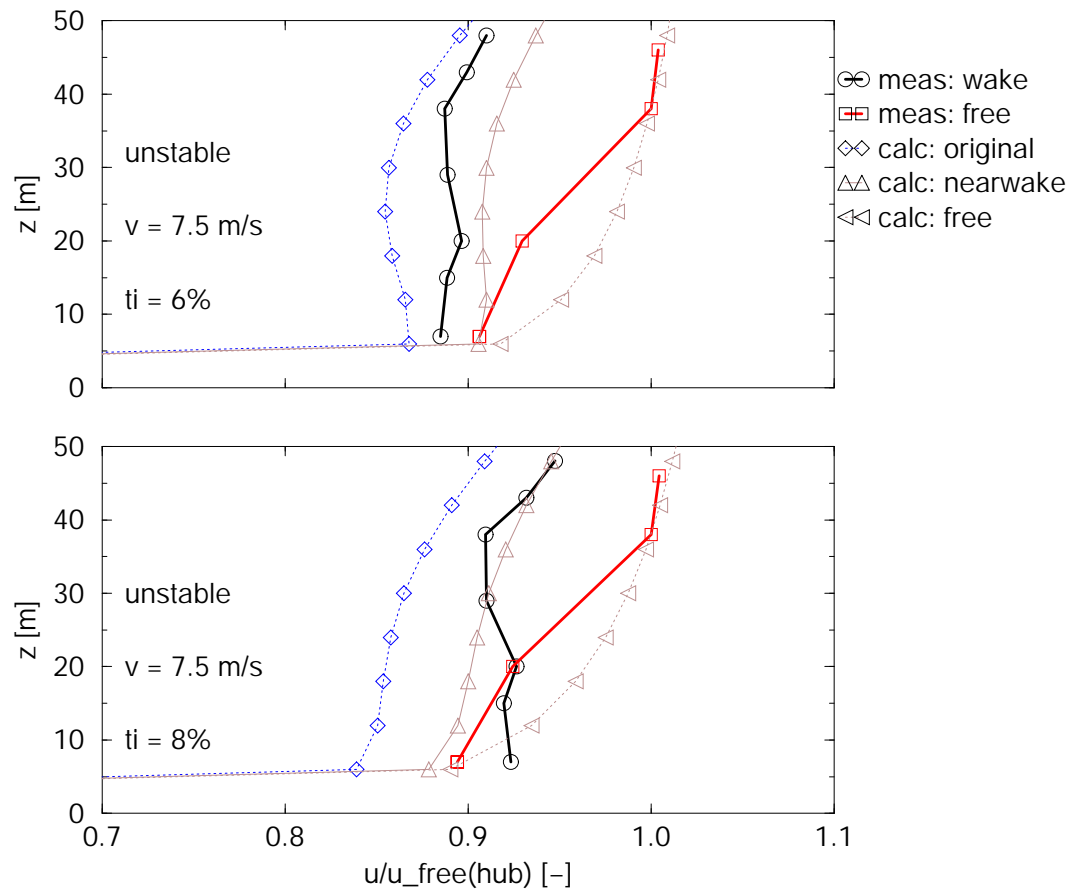 50
40
30
20
10
0
z [m]
unstable
v = 7.5 m/s
ti = 6%
meas: wake
meas: free
calc: original
calc: nearwake
calc: free
50
40
30
20
10
0
z [m]
unstable
v = 7.5 m/s
ti = 8%
0.7 0.8 0.9 1.0 1.1
u/u_free(hub) [−]